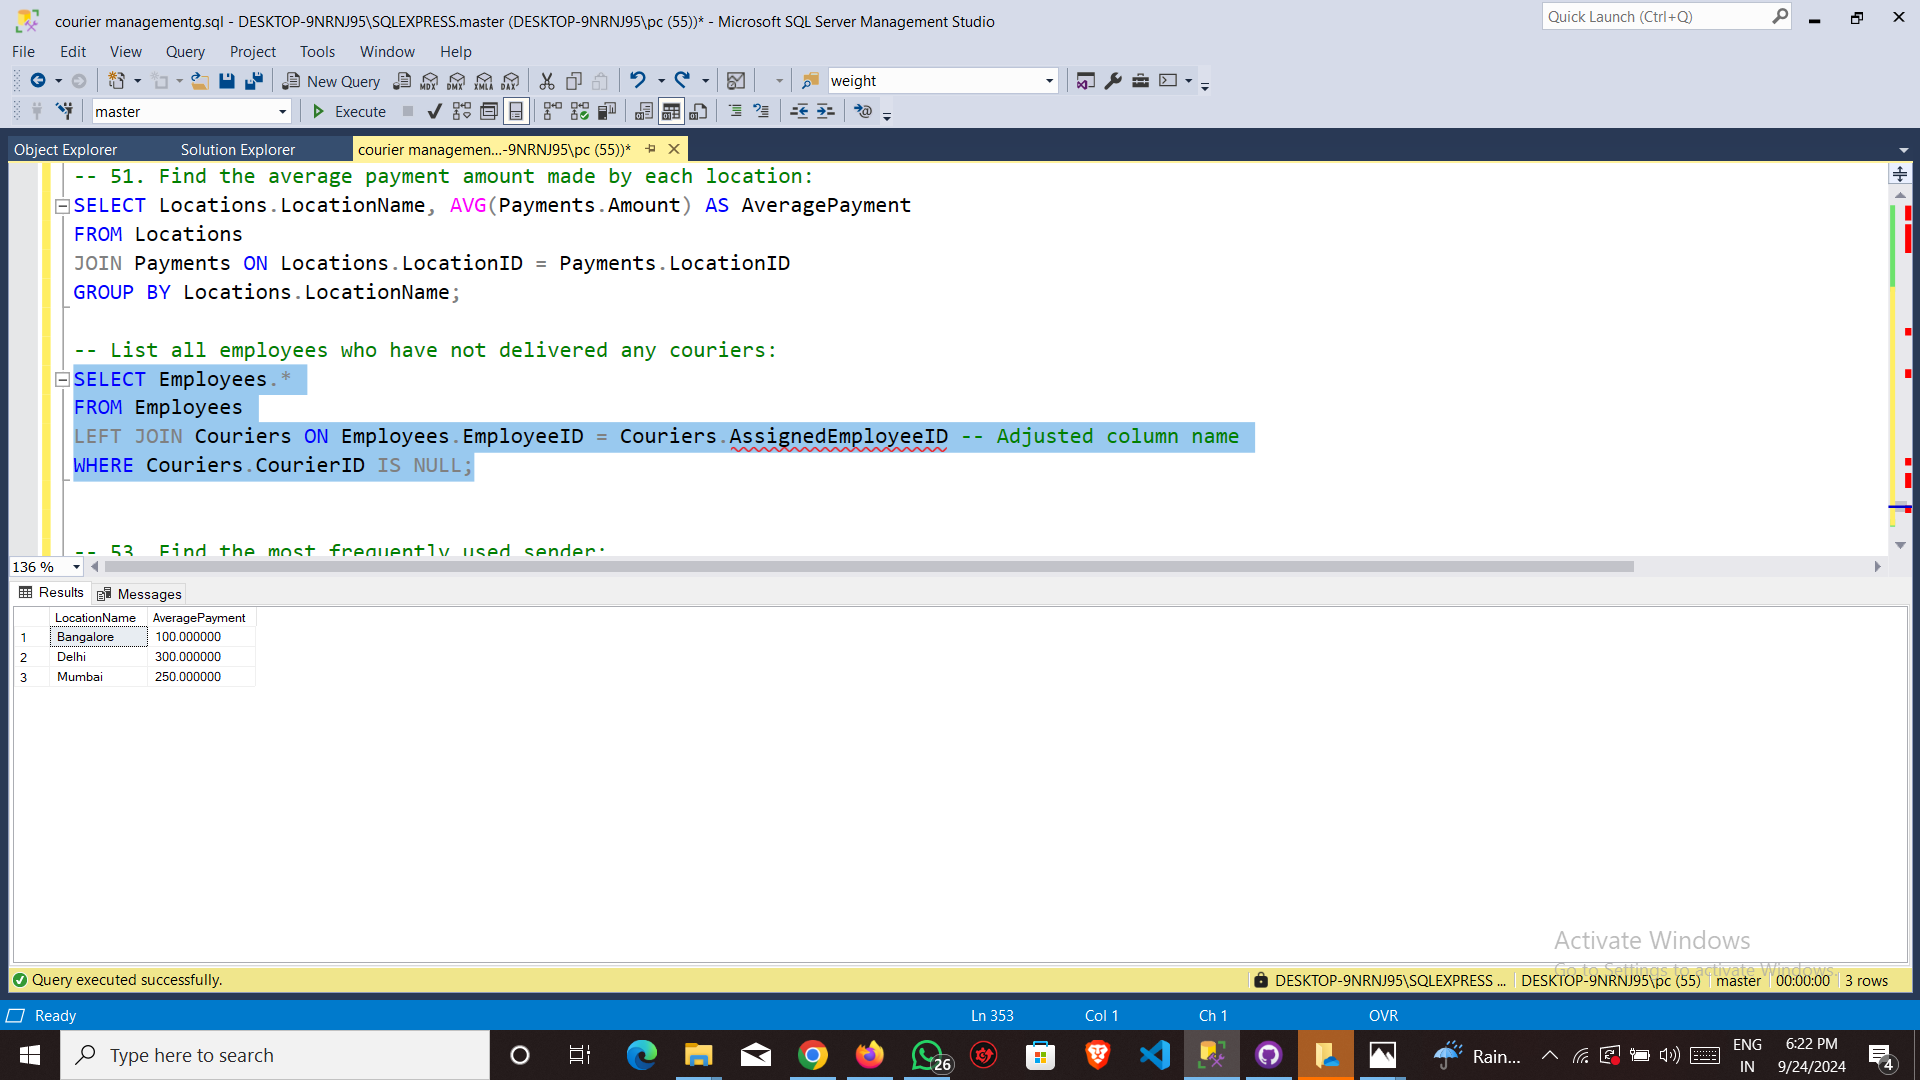 courier managementg.sql - DESKTOP-9NRNJ95\SQLEXPRESS.master (DESKTOP-9NRNJ95\pc (55))* - Microsoft SQL Server Management Studio
Quick Launch (Ctrl+Q)
File Edit View Query Project Tools Window Help
New Query MDX DMX XMLA DAX weight
master Execute
Object Explorer Solution Explorer courier managemen...-9NRNJ95\pc (55))*
-- 51. Find the average payment amount made by each location:
SELECT Locations.LocationName, AVG(Payments.Amount) AS AveragePayment
FROM Locations
JOIN Payments ON Locations.LocationID = Payments.LocationID
GROUP BY Locations.LocationName;
-- List all employees who have not delivered any couriers:
SELECT Employees.*
FROM Employees
LEFT JOIN Couriers ON Employees.EmployeeID = Couriers.AssignedEmployeeID -- Adjusted column name
WHERE Couriers.CourierID IS NULL;
-- 53. Find the most frequently used sender:
136 %
Results Messages
LocationName AveragePayment
1 Bangalore 100.000000
2 Delhi 300.000000
3 Mumbai 250.000000
Activate Windows
Go to Settings to activate Windows.
Query executed successfully. DESKTOP-9NRNJ95\SQLEXPRESS ... DESKTOP-9NRNJ95\pc (55) master 00:00:00 3 rows
Ready Ln 353 Col 1 Ch 1 OVR
Type here to search 26 Rain... ENG IN 6:22 PM 9/24/2024 4